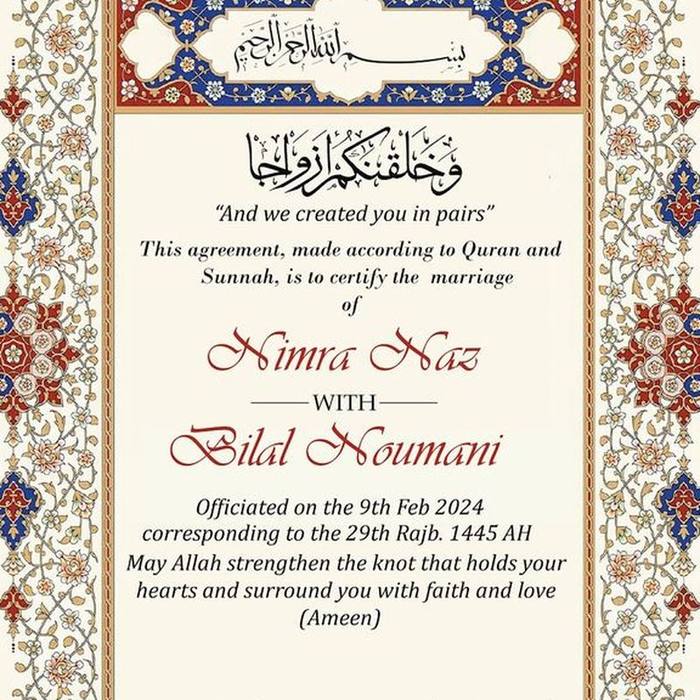 بسم الله الرحمن الرحيم
وَخَلَقْنَكُمْ اَزْوَاجَا
“And we created you in pairs”
This agreement, made according to Quran and
Sunnah, is to certify the marriage
of
Nimra Naz
WITH
Bilal Noumani
Officiated on the 9th Feb 2024
corresponding to the 29th Rajb. 1445 AH
May Allah strengthen the knot that holds your
hearts and surround you with faith and love
(Ameen)